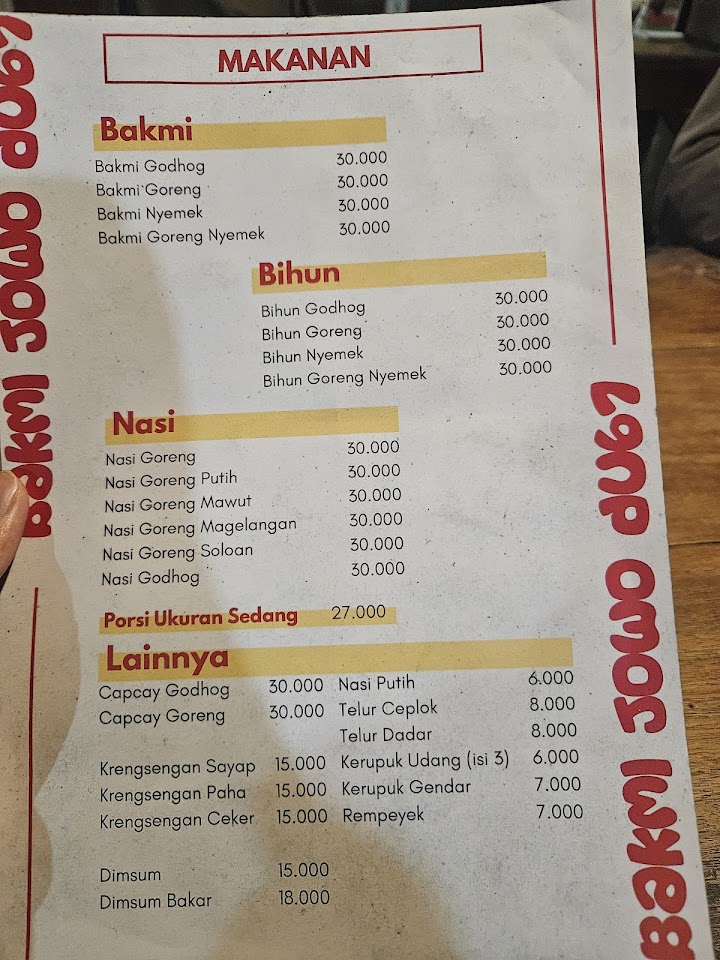 MAKANAN
Bakmi
Bakmi Godhog 30.000
Bakmi Goreng 30.000
Bakmi Nyemek 30.000
Bakmi Goreng Nyemek 30.000
Bihun
Bihun Godhog 30.000
Bihun Goreng 30.000
Bihun Nyemek 30.000
Bihun Goreng Nyemek 30.000
Nasi
Nasi Goreng 30.000
Nasi Goreng Putih 30.000
Nasi Goreng Mawut 30.000
Nasi Goreng Magelangan 30.000
Nasi Goreng Soloan 30.000
Nasi Godhog 30.000
Porsi Ukuran Sedang 27.000
Lainnya
Capcay Godhog 30.000 Nasi Putih 6.000
Capcay Goreng 30.000 Telur Ceplok 8.000
Telur Dadar 8.000
Krengsengan Sayap 15.000 Kerupuk Udang (isi 3) 6.000
Krengsengan Paha 15.000 Kerupuk Gendar 7.000
Krengsengan Ceker 15.000 Rempeyek 7.000
Dimsum 15.000
Dimsum Bakar 18.000
BAKMI JOWO DU67
BAKMI JOWO DU67